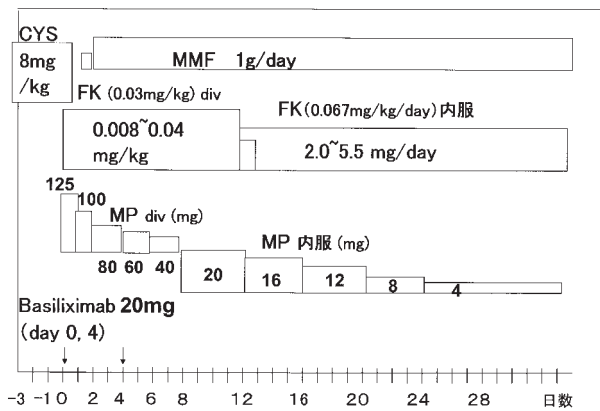 CYS
8mg
/kg
MMF 1g/day
FK (0.03mg/kg) div
FK(0.067mg/kg/day)内服
0.008~0.04
mg/kg
2.0~5.5 mg/day
125
100
MP div (mg)
80 60 40
MP 内服(mg)
20 16 12 8 4
Basiliximab 20mg
(day 0, 4)
-3 -1 0 2 4 6 8 12 16 20 24 28 日数